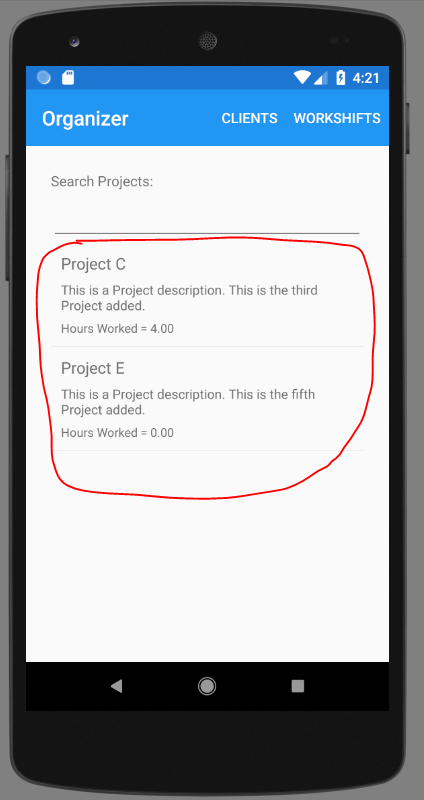 4:21
Organizer CLIENTS WORKSHIFTS
Search Projects:
Project C
This is a Project description. This is the third
Project added.
Hours Worked = 4.00
Project E
This is a Project description. This is the fifth
Project added.
Hours Worked = 0.00